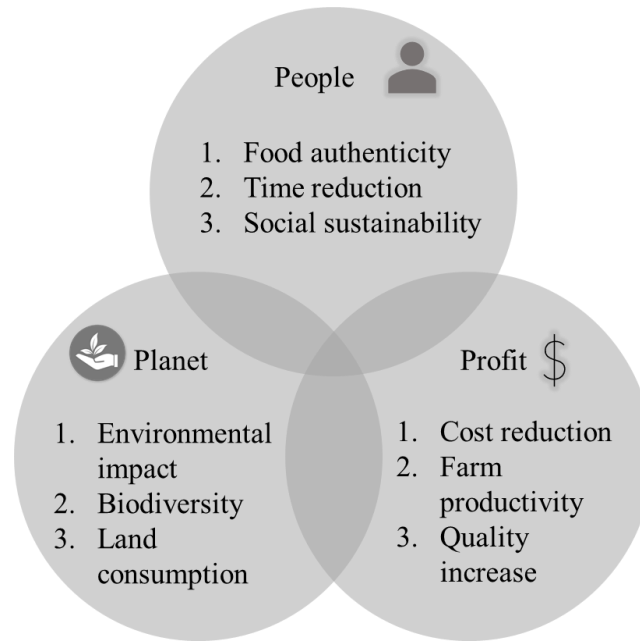 People
1. Food authenticity
2. Time reduction
3. Social sustainability
Planet
1. Environmental
impact
2. Biodiversity
3. Land
consumption
Profit $
1. Cost reduction
2. Farm
productivity
3. Quality
increase